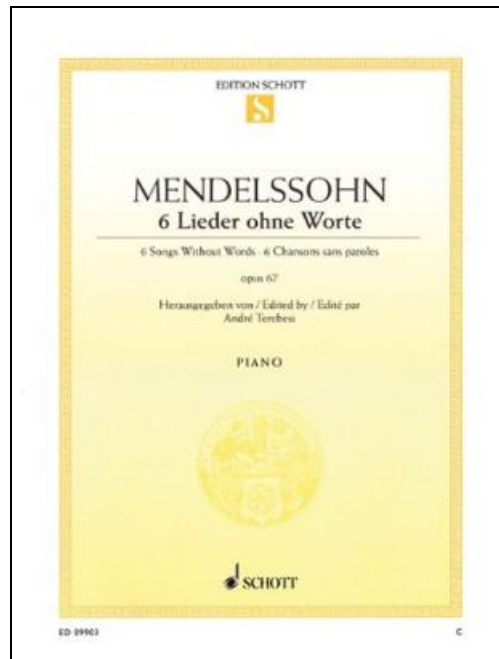 EDITION SCHOTT
S
MENDELSSOHN
6 Lieder ohne Worte
6 Songs Without Words · 6 Chansons sans paroles
opus 67
Herausgegeben von / Edited by / Edité par
André Terebesi
PIANO
SCHOTT
ED 09903 C